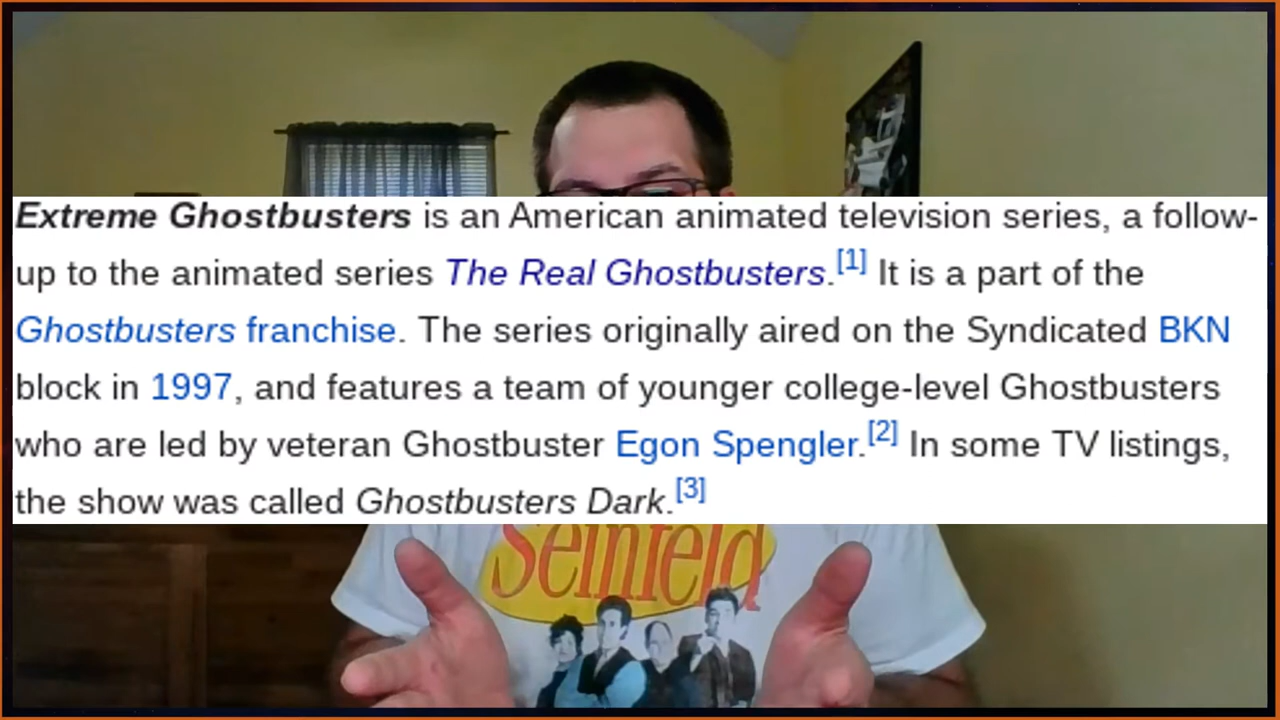 Extreme Ghostbusters is an American animated television series, a follow-
up to the animated series The Real Ghostbusters.[1] It is a part of the
Ghostbusters franchise. The series originally aired on the Syndicated BKN
block in 1997, and features a team of younger college-level Ghostbusters
who are led by veteran Ghostbuster Egon Spengler.[2] In some TV listings,
the show was called Ghostbusters Dark.[3]
Seinfeld